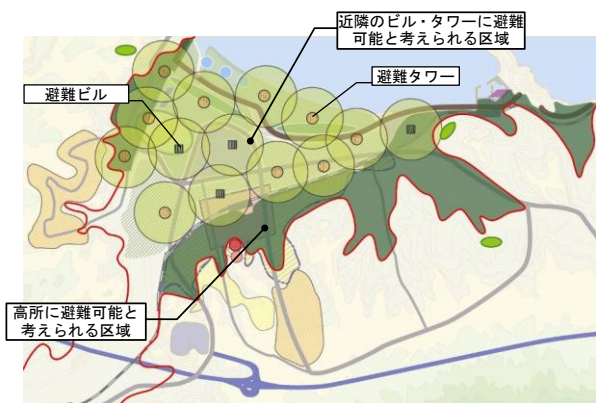 近隣のビル・タワーに避難
可能と考えられる区域
避難タワー
避難ビル
高所に避難可能と
考えられる区域